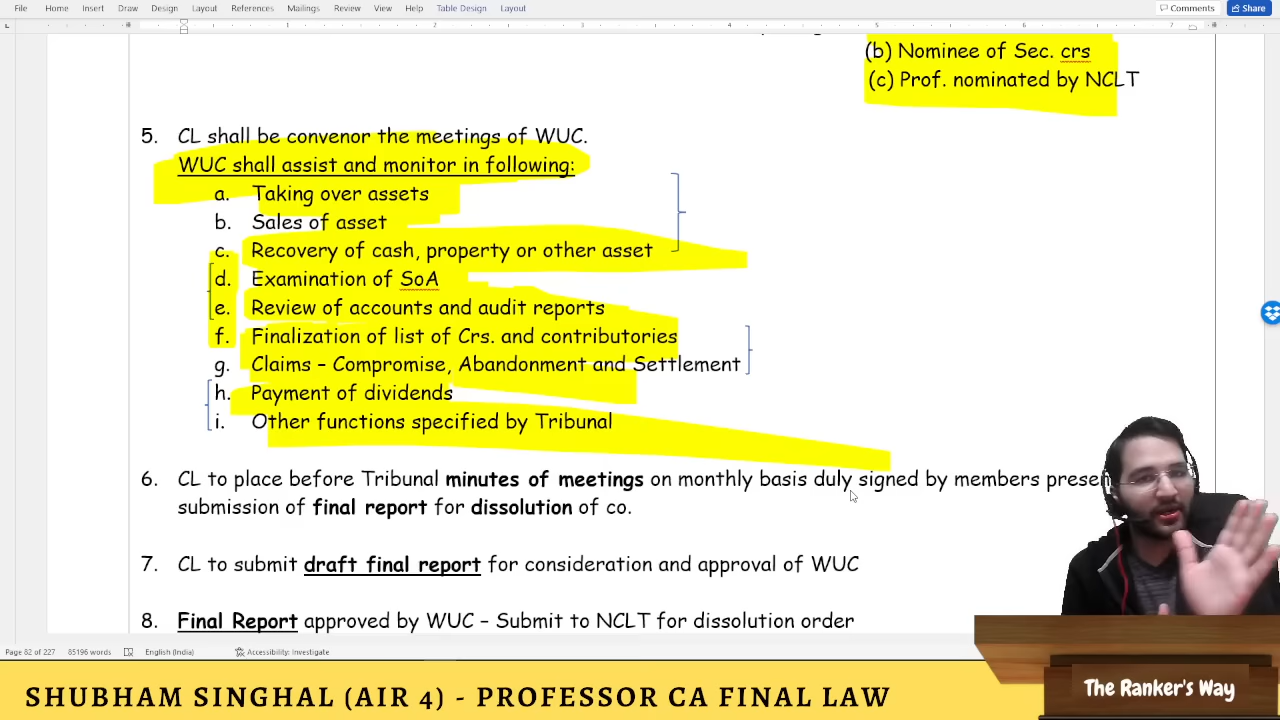 File Home Insert Draw Design Layout References Mailings Review View Help Table Design Layout Comments Share
1 2 3 4 5 6 7
(b) Nominee of Sec. crs
(c) Prof. nominated by NCLT
5. CL shall be convenor the meetings of WUC.
WUC shall assist and monitor in following:
a. Taking over assets
b. Sales of asset
c. Recovery of cash, property or other asset
d. Examination of SoA
e. Review of accounts and audit reports
f. Finalization of list of Crs. and contributories
g. Claims – Compromise, Abandonment and Settlement
h. Payment of dividends
i. Other functions specified by Tribunal
6. CL to place before Tribunal minutes of meetings on monthly basis duly signed by members
submission of final report for dissolution of co.
7. CL to submit draft final report for consideration and approval of WUC
8. Final Report approved by WUC – Submit to NCLT for dissolution order
Page 82 of 227 85196 words English (India) Accessibility: Investigate
SHUBHAM SINGHAL (AIR 4) - PROFESSOR CA FINAL LAW
The Ranker's Way